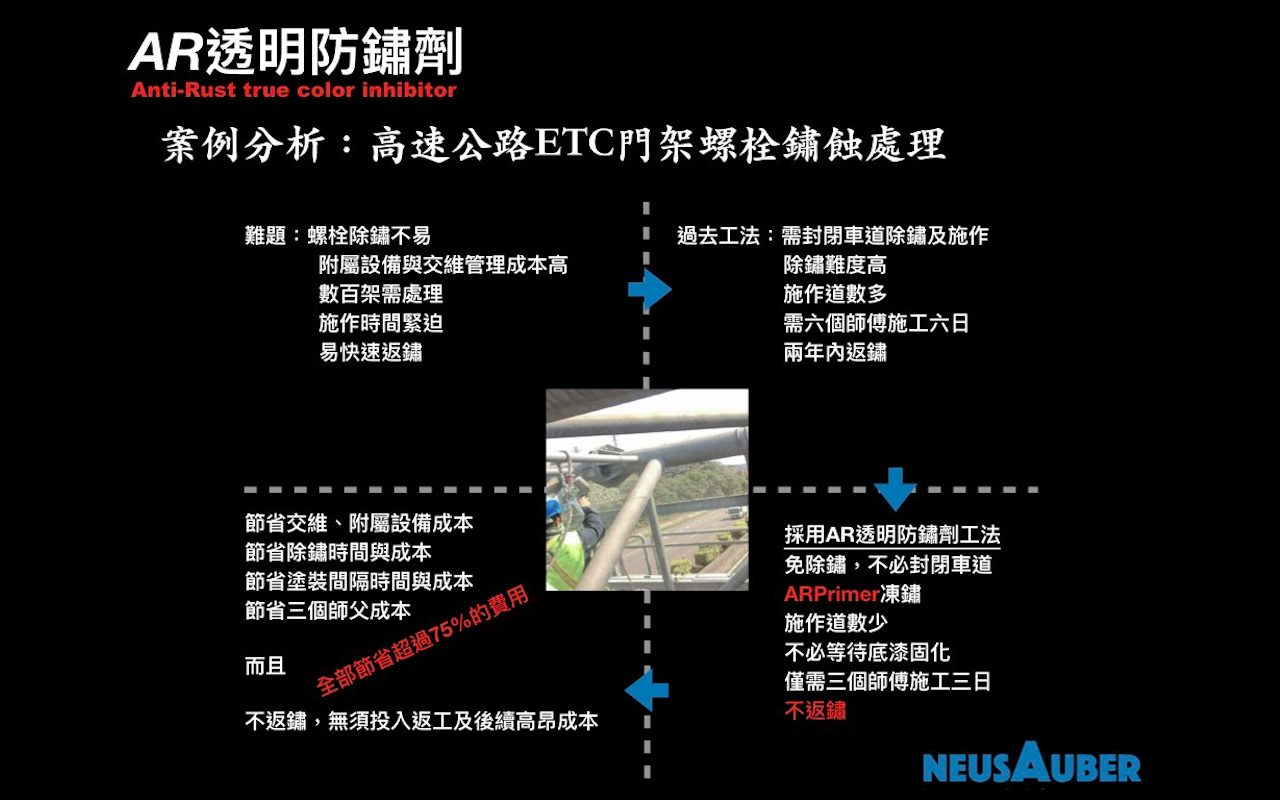 AR透明防鏽劑
Anti-Rust true color inhibitor
案例分析：高速公路ETC門架螺栓鏽蝕處理
難題：螺栓除鏽不易
附屬設備與交維管理成本高
數百架需處理
施作時間緊迫
易快速返鏽
過去工法：需封閉車道除鏽及施作
除鏽難度高
施作道數多
需六個師傅施工六日
兩年內返鏽
採用AR透明防鏽劑工法
免除鏽，不必封閉車道
ARPrimer凍鏽
施作道數少
不必等待底漆固化
僅需三個師傅施工三日
不返鏽
節省交維、附屬設備成本
節省除鏽時間與成本
節省塗裝間隔時間與成本
節省三個師父成本
全部節省超過75%的費用
而且
不返鏽，無須投入返工及後續高昂成本
NEUSAUBER